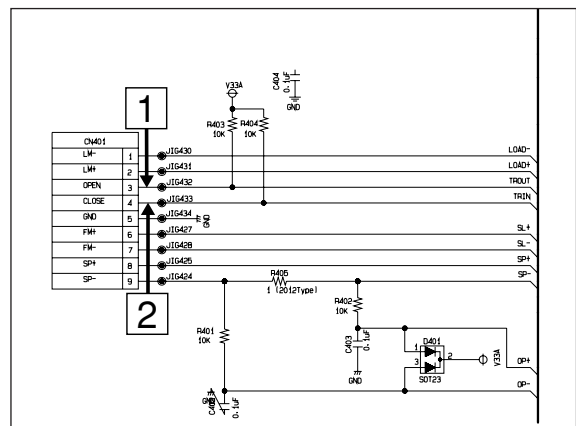 V33A
C404
0.1uF
GND
1
R403
10K
R404
10K
CN401
LM- 1 JIG430 LOAD-
LM+ 2 JIG431 LOAD+
OPEN 3 JIG432 TROUT
CLOSE 4 JIG433 TRIN
GND 5 JIG434 GND
FM+ 6 JIG427 SL+
FM- 7 JIG428 SL-
SP+ 8 JIG425 SP+
SP- 9 JIG424 SP-
2
R405
1 (2012Type)
R401
10K
R402
10K
C403
0.1uF
GND
D401
1
3
2
SOT23
V33A
OP+
OP-
GND
0.1uF